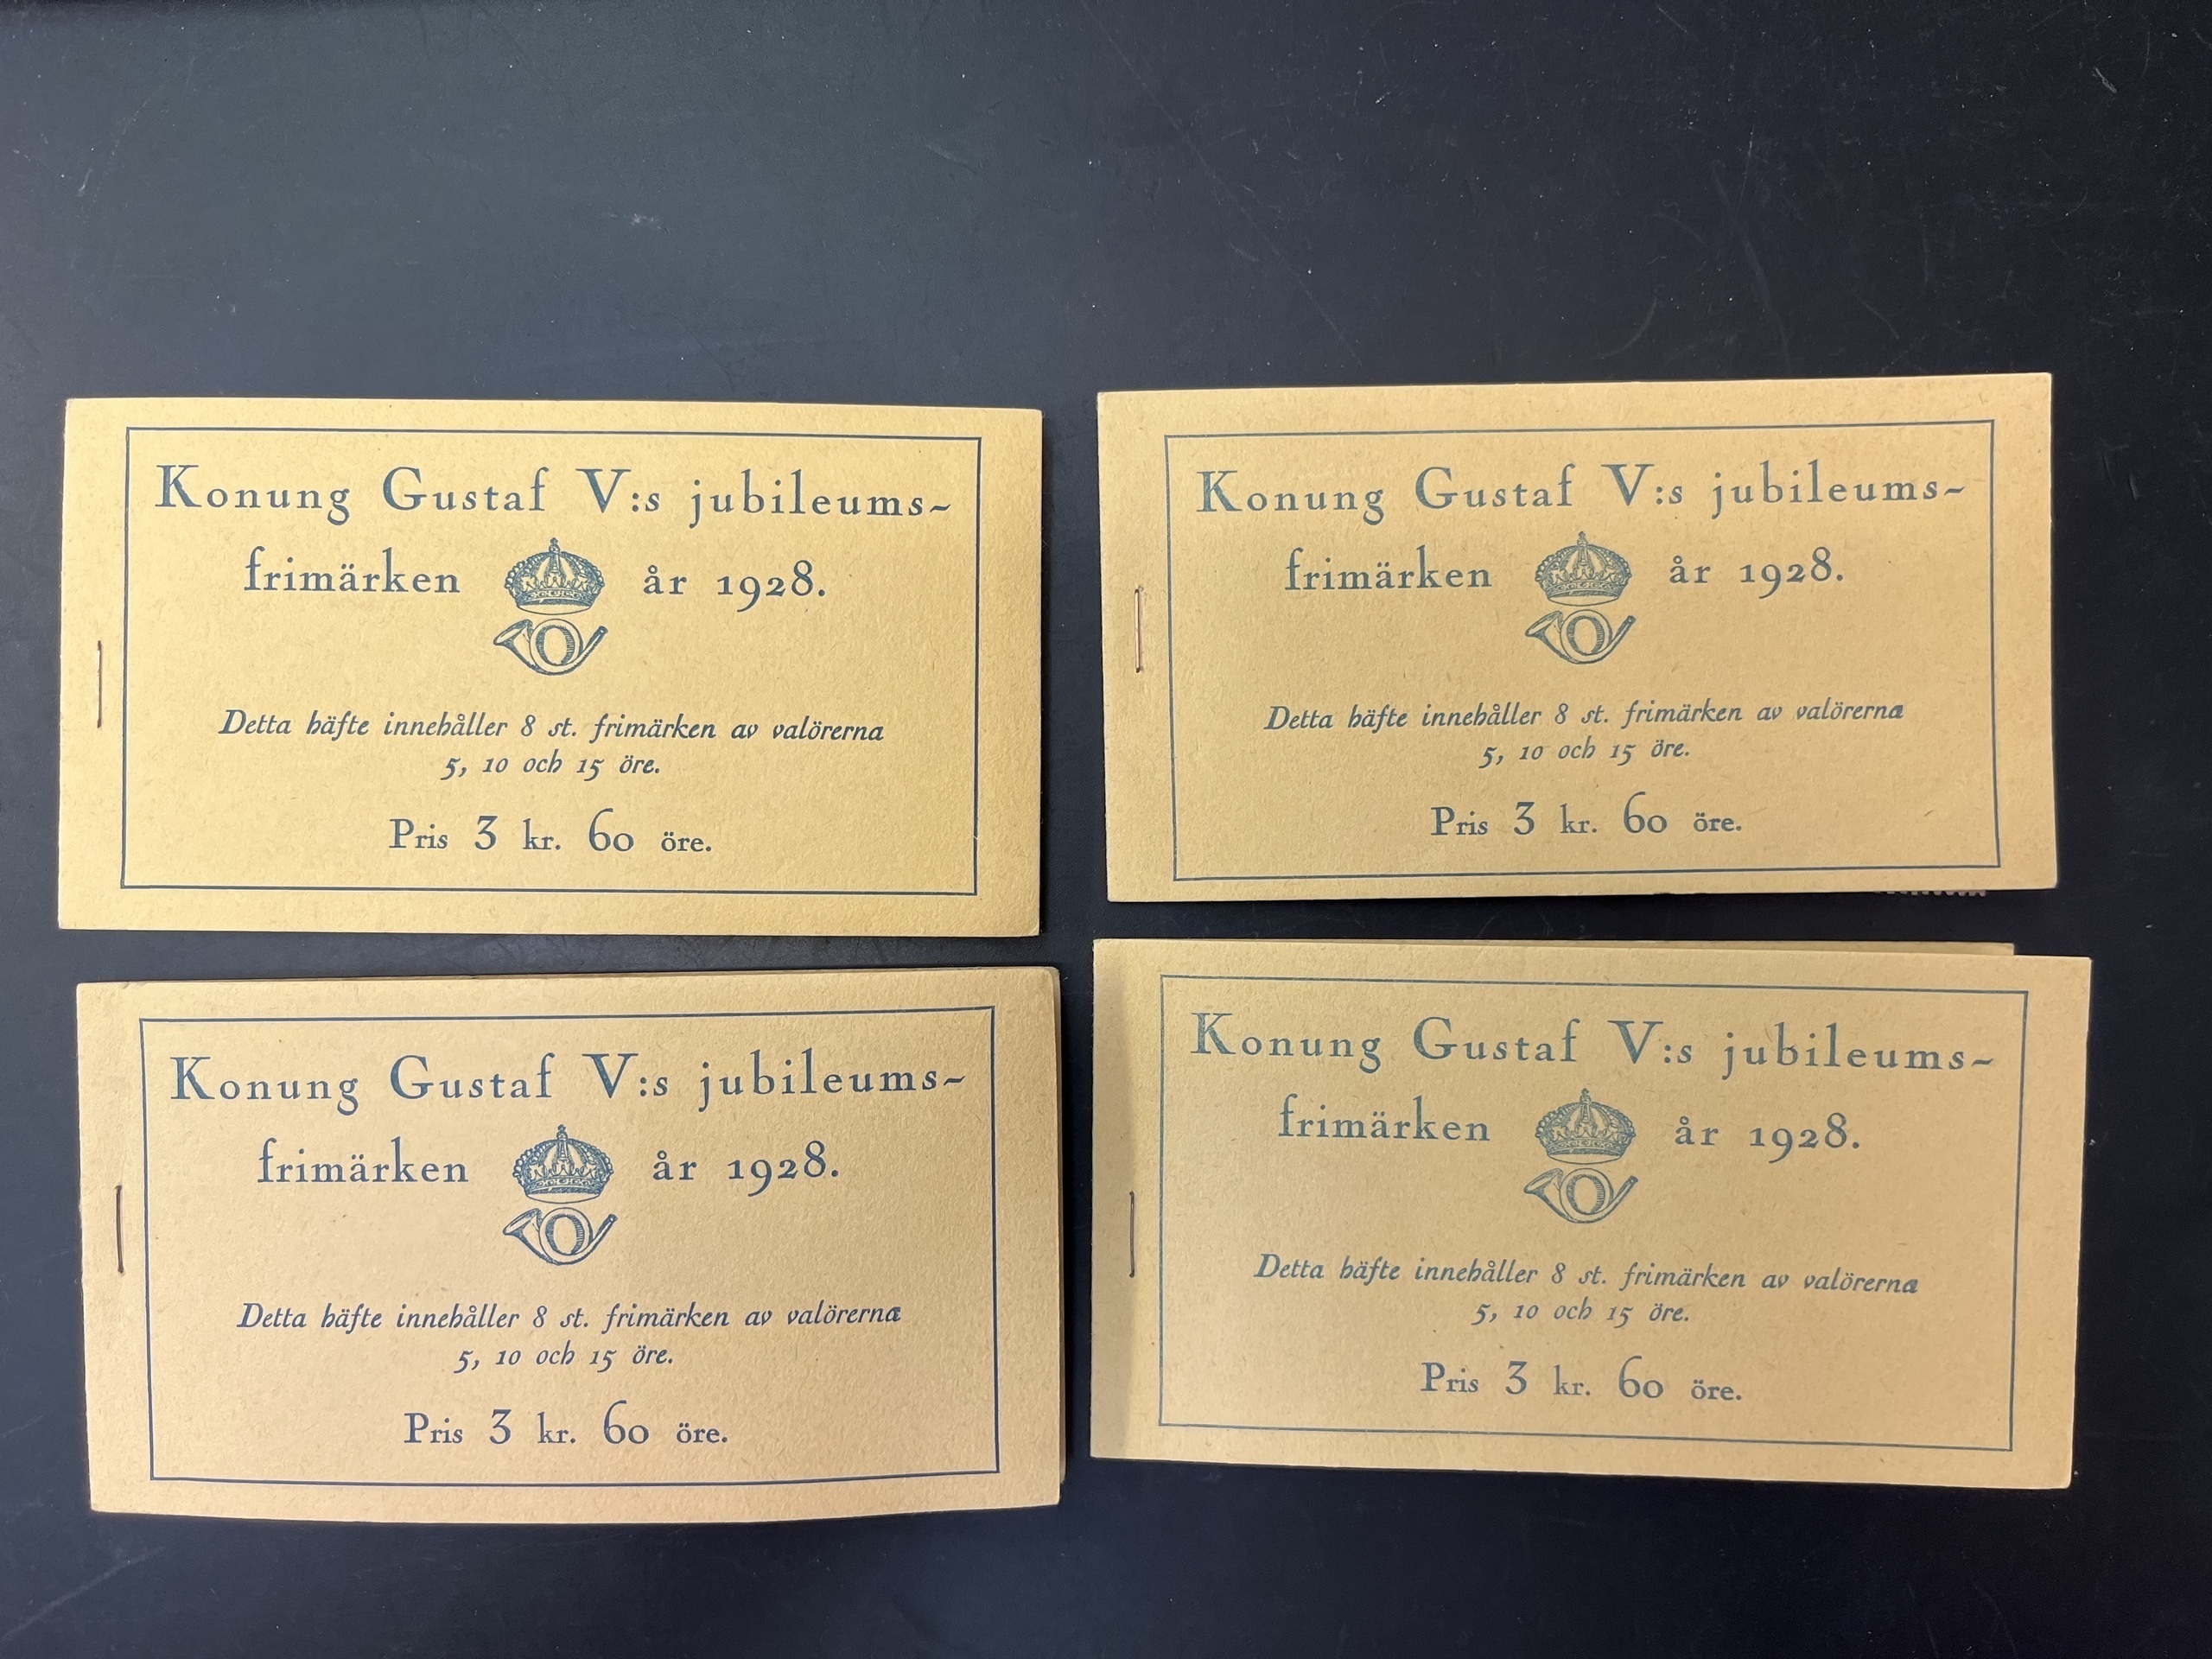 Konung Gustaf V:s jubileums-
frimärken år 1928.
Detta häfte innehåller 8 st. frimärken av valörerna
5, 10 och 15 öre.
Pris 3 kr. 60 öre.
Konung Gustaf V:s jubileums-
frimärken år 1928.
Detta häfte innehåller 8 st. frimärken av valörerna
5, 10 och 15 öre.
Pris 3 kr. 60 öre.
Konung Gustaf V:s jubileums-
frimärken år 1928.
Detta häfte innehåller 8 st. frimärken av valörerna
5, 10 och 15 öre.
Pris 3 kr. 60 öre.
Konung Gustaf V:s jubileums-
frimärken år 1928.
Detta häfte innehåller 8 st. frimärken av valörerna
5, 10 och 15 öre.
Pris 3 kr. 60 öre.